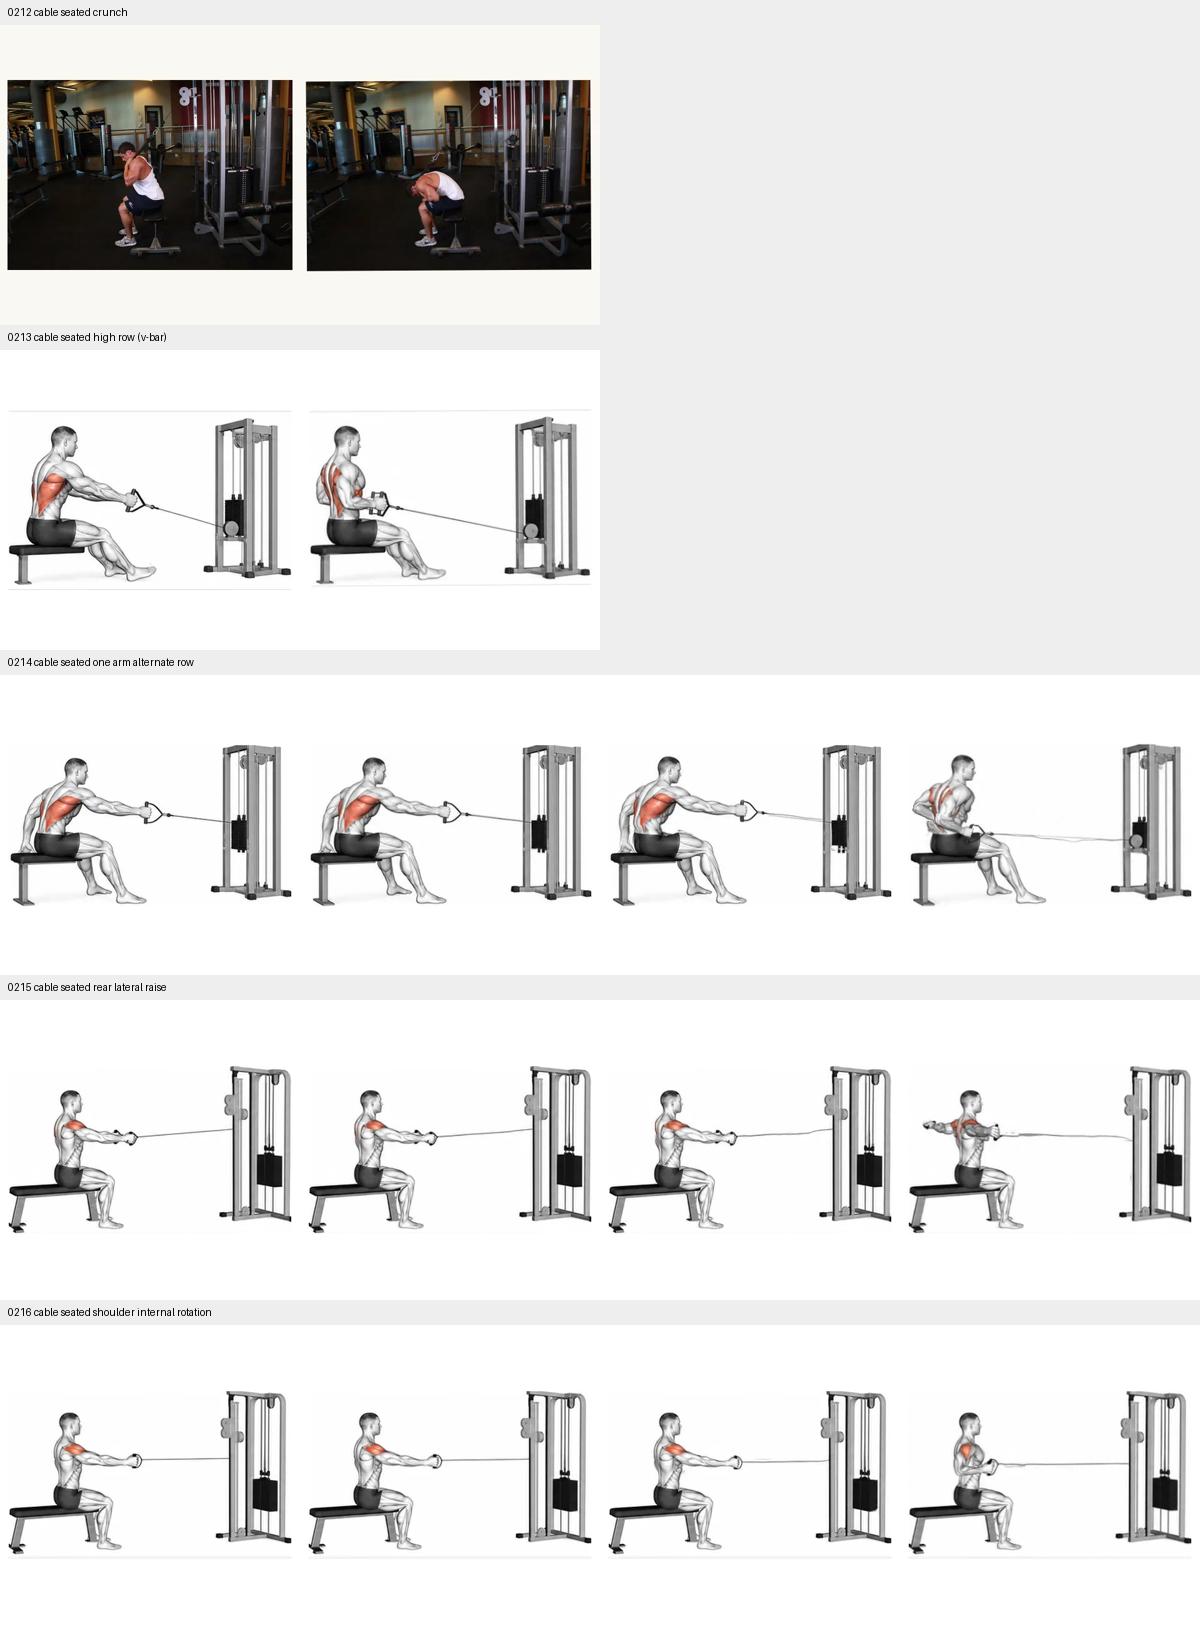 0212 cable seated crunch
0213 cable seated high row (v-bar)
0214 cable seated one arm alternate row
0215 cable seated rear lateral raise
0216 cable seated shoulder internal rotation